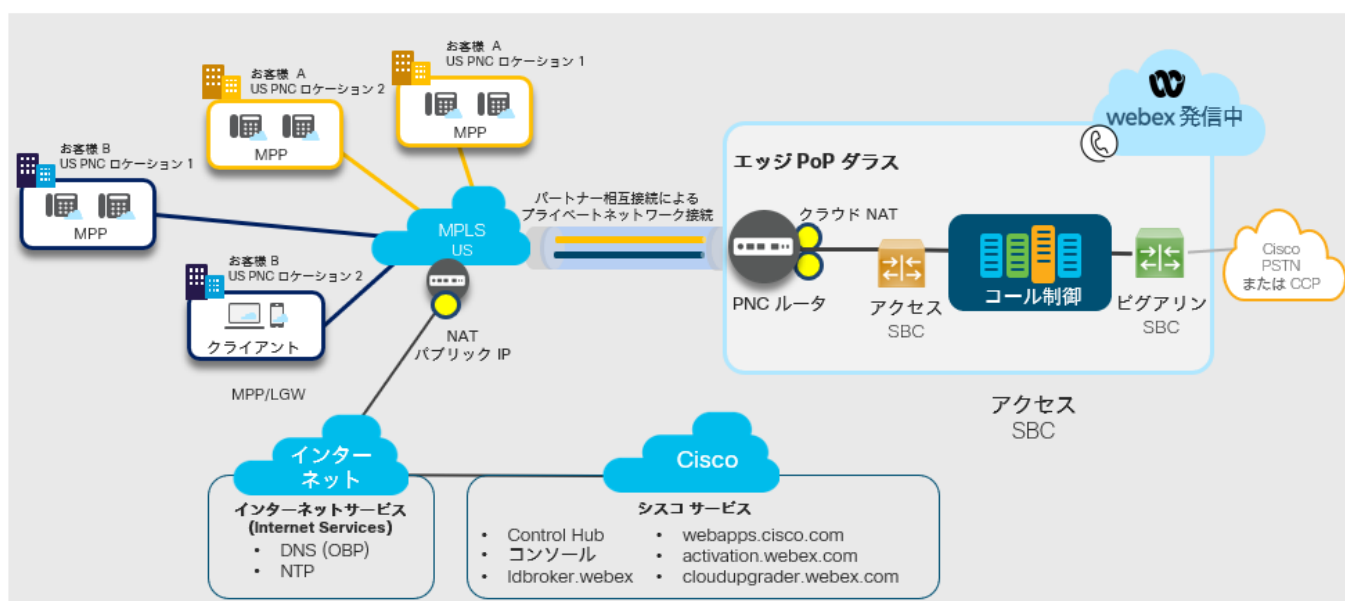 お客様 A
US PNC ロケーション 1
MPP
お客様 A
US PNC ロケーション 2
MPP
お客様 B
US PNC ロケーション 1
MPP
お客様 B
US PNC ロケーション 2
クライアント
MPP/LGW
MPLS
US
NAT
パブリック IP
パートナー相互接続による
プライベートネットワーク接続
webex 発信中
エッジ PoP ダラス
クラウド NAT
PNC ルータ
アクセス
SBC
コール制御
ピグアリン
SBC
Cisco
PSTN
または CCP
アクセス
SBC
インター
ネット
インターネットサービス
(Internet Services)
• DNS (OBP)
• NTP
Cisco
シスコ サービス
• Control Hub
• コンソール
• Idbroker.webex
• webapps.cisco.com
• activation.webex.com
• cloudupgrader.webex.com